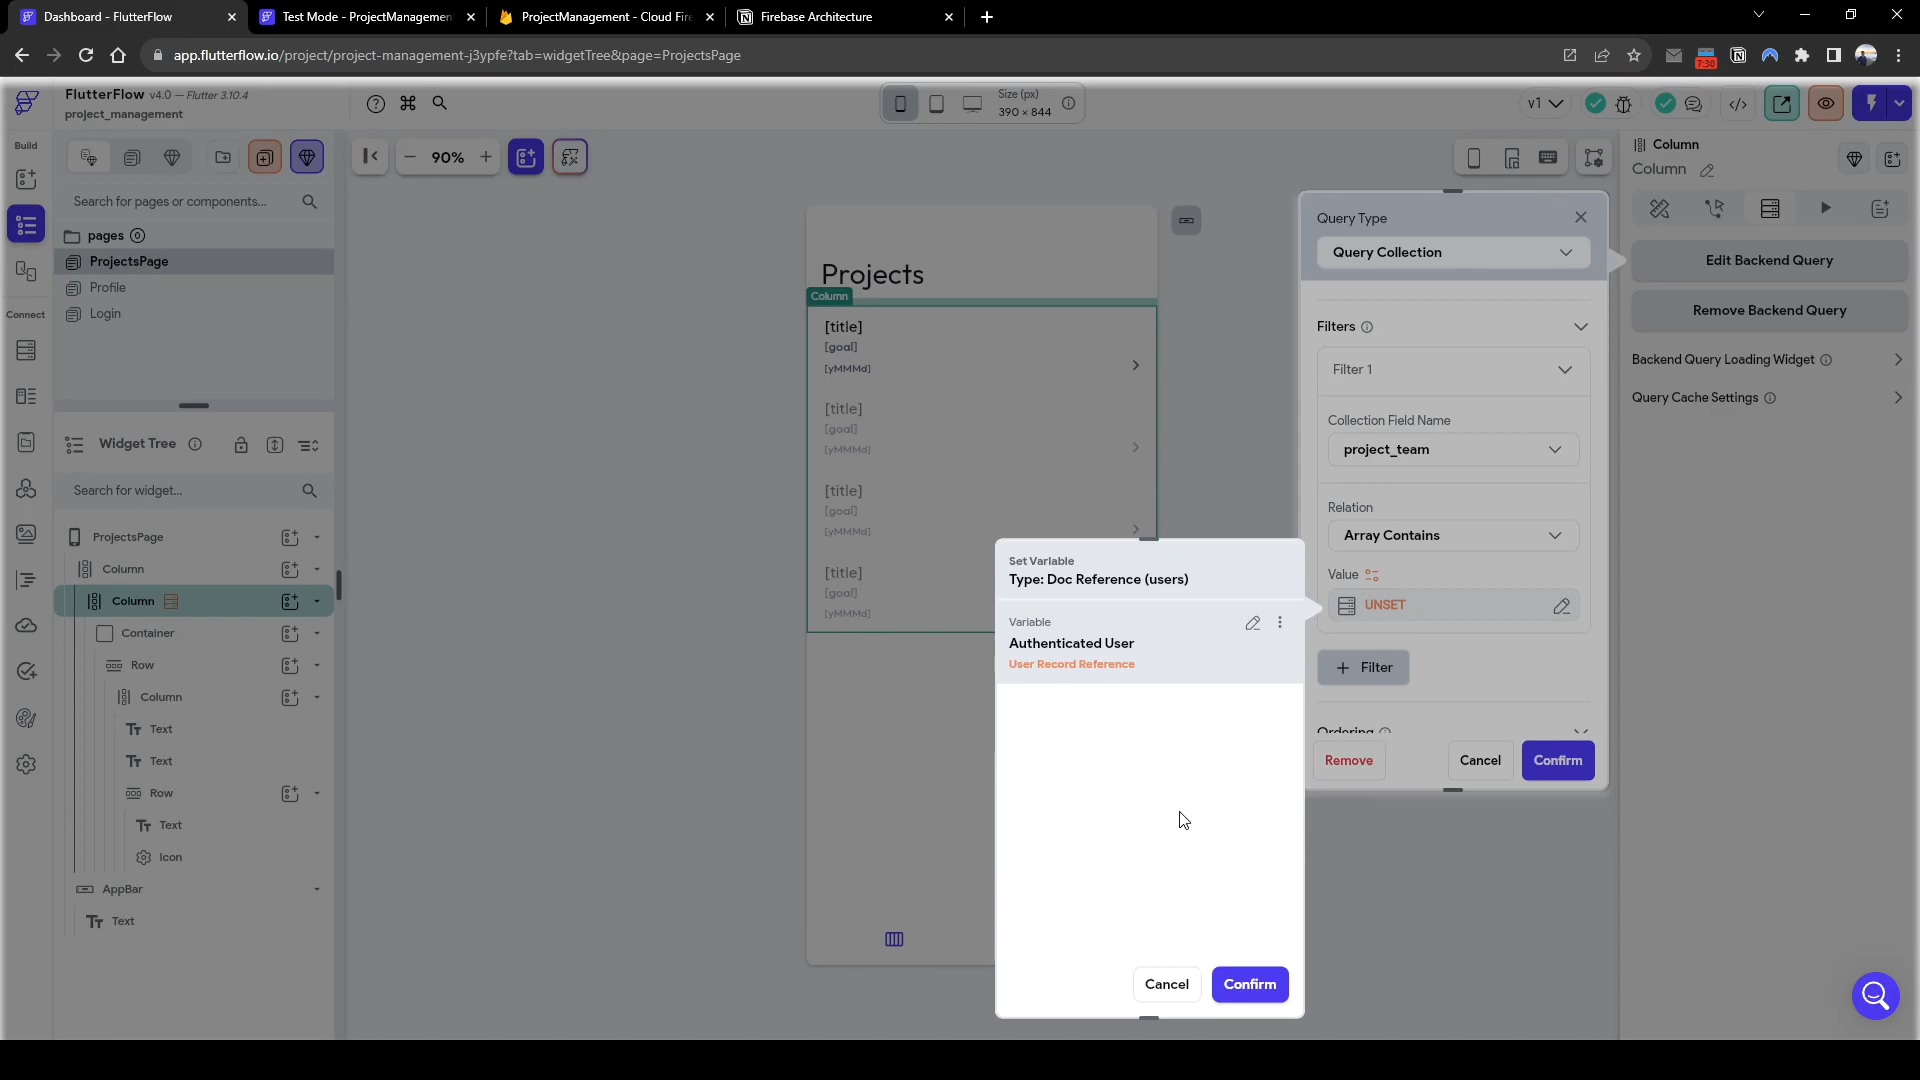 Dashboard - FlutterFlow
Test Mode - ProjectManagement
ProjectManagement - Cloud Fire
Firebase Architecture
app.flutterflow.io/project/project-management-j3ypfe?tab=widgetTree&page=ProjectsPage
7:30
FlutterFlow v4.0 — Flutter 3.10.4
project_management
Size (px)
390 × 844
v1
Build
90%
Search for pages or components...
pages
ProjectsPage
Profile
Login
Connect
Widget Tree
Search for widget...
ProjectsPage
Column
Column
Container
Row
Column
Text
Text
Row
Text
Icon
AppBar
Text
Projects
Column
[title]
[goal]
[yMMMd]
[title]
[goal]
[yMMMd]
[title]
[goal]
[yMMMd]
[title]
[goal]
[yMMMd]
Set Variable
Type: Doc Reference (users)
Variable
Authenticated User
User Record Reference
Cancel
Confirm
Query Type
Query Collection
Filters
Filter 1
Collection Field Name
project_team
Relation
Array Contains
Value
UNSET
+ Filter
Ordering
Remove
Cancel
Confirm
Column
Column
Edit Backend Query
Remove Backend Query
Backend Query Loading Widget
Query Cache Settings